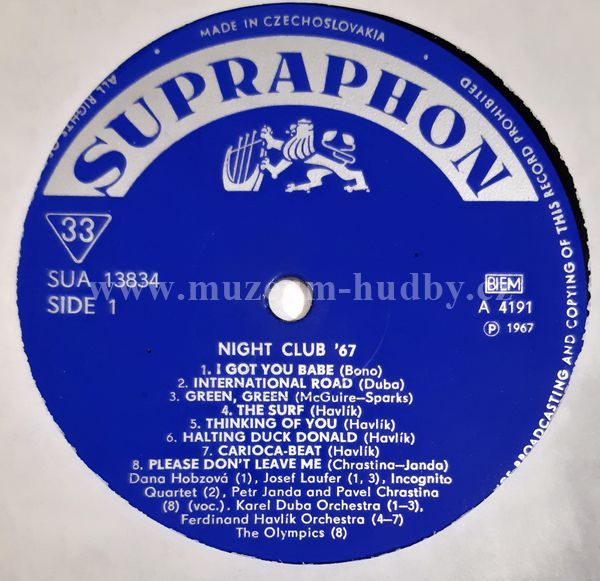 MADE IN CZECHOSLOVAKIA
ALL RIGHTS OF
BROADCASTING AND COPYING OF THIS RECORD PROHIBITED
SUPRAPHON
33
SUA 13834
SIDE 1
BIEM
A 4191
Ⓟ 1967
www.muzeum-hudby.cz
NIGHT CLUB '67
1. I GOT YOU BABE (Bono)
2. INTERNATIONAL ROAD (Duba)
3. GREEN, GREEN (McGuire—Sparks)
4. THE SURF (Havlík)
5. THINKING OF YOU (Havlík)
6. HALTING DUCK DONALD (Havlík)
7. CARIOCA-BEAT (Havlík)
8. PLEASE DON'T LEAVE ME (Chrastina—Janda)
Dana Hobzová (1), Josef Laufer (1, 3), Incognito
Quartet (2), Petr Janda and Pavel Chrastina
(8) (voc.). Karel Duba Orchestra (1—3),
Ferdinand Havlík Orchestra (4—7)
The Olympics (8)